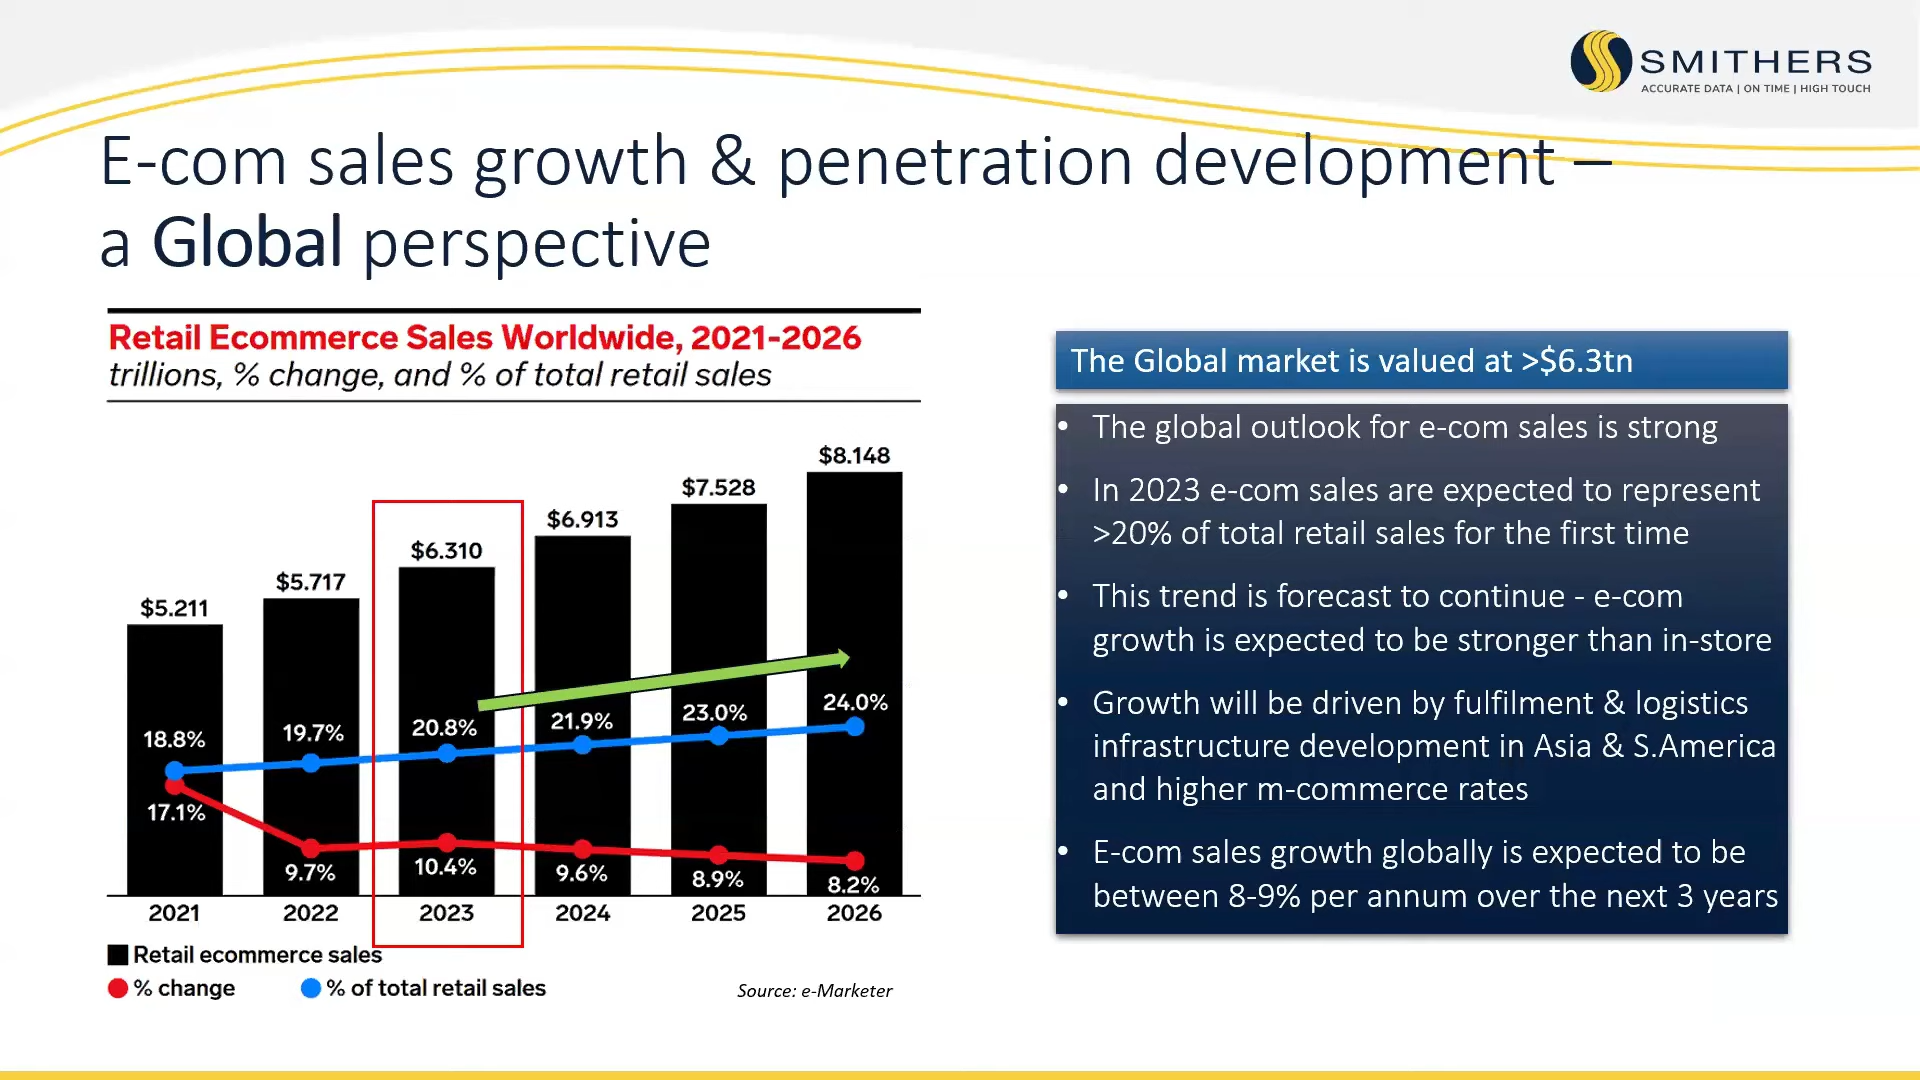 SMITHERS
ACCURATE DATA | ON TIME | HIGH TOUCH
E-com sales growth & penetration development –
a Global perspective
Retail Ecommerce Sales Worldwide, 2021-2026
trillions, % change, and % of total retail sales
$5.211
$5.717
$6.310
$6.913
$7.528
$8.148
18.8%
19.7%
20.8%
21.9%
23.0%
24.0%
17.1%
9.7%
10.4%
9.6%
8.9%
8.2%
2021
2022
2023
2024
2025
2026
Retail ecommerce sales
% change
% of total retail sales
Source: e-Marketer
The Global market is valued at >$6.3tn
• The global outlook for e-com sales is strong
• In 2023 e-com sales are expected to represent
>20% of total retail sales for the first time
• This trend is forecast to continue - e-com
growth is expected to be stronger than in-store
• Growth will be driven by fulfilment & logistics
infrastructure development in Asia & S.America
and higher m-commerce rates
• E-com sales growth globally is expected to be
between 8-9% per annum over the next 3 years